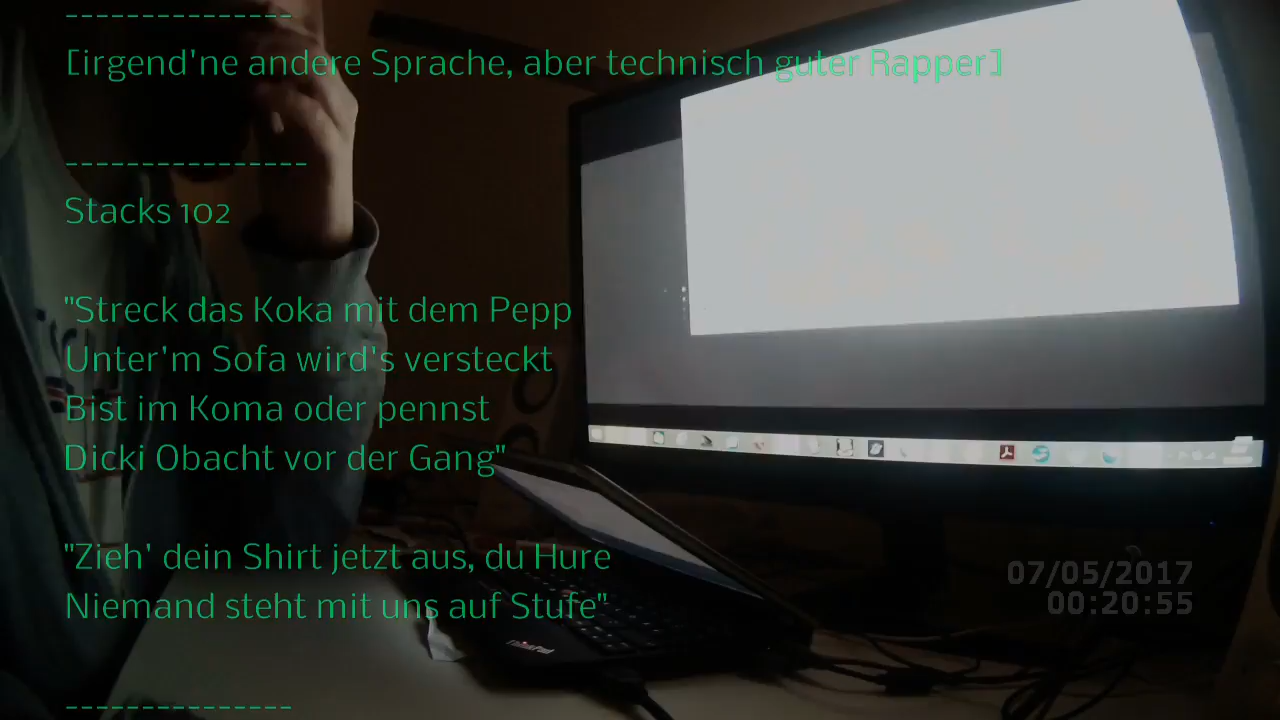 ---------------
[irgend'ne andere Sprache, aber technisch guter Rapper]
----------------
Stacks 102
"Streck das Koka mit dem Pepp
Unter'm Sofa wird's versteckt
Bist im Koma oder pennst
Dicki Obacht vor der Gang"
"Zieh' dein Shirt jetzt aus, du Hure
Niemand steht mit uns auf Stufe"
07/05/2017
00:20:55
ThinkPad
---------------